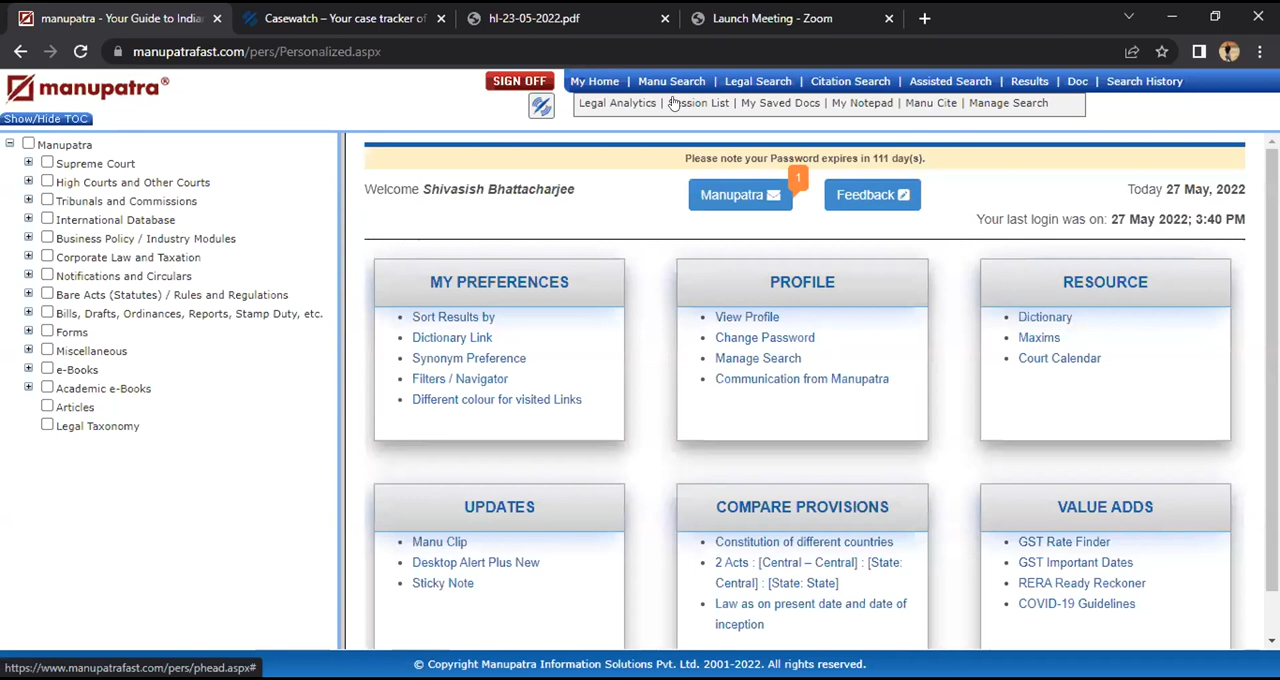 manupatra - Your Guide to India
Casewatch – Your case tracker of
hl-23-05-2022.pdf
Launch Meeting - Zoom
manupatrafast.com/pers/Personalized.aspx
manupatra®
SIGN OFF
My Home | Manu Search | Legal Search | Citation Search | Assisted Search | Results | Doc | Search History
Legal Analytics | Session List | My Saved Docs | My Notepad | Manu Cite | Manage Search
Show/Hide TOC
Manupatra
Supreme Court
High Courts and Other Courts
Tribunals and Commissions
International Database
Business Policy / Industry Modules
Corporate Law and Taxation
Notifications and Circulars
Bare Acts (Statutes) / Rules and Regulations
Bills, Drafts, Ordinances, Reports, Stamp Duty, etc.
Forms
Miscellaneous
e-Books
Academic e-Books
Articles
Legal Taxonomy
Please note your Password expires in 111 day(s).
Welcome Shivasish Bhattacharjee
Manupatra
1
Feedback
Today 27 May, 2022
Your last login was on: 27 May 2022; 3:40 PM
MY PREFERENCES
Sort Results by
Dictionary Link
Synonym Preference
Filters / Navigator
Different colour for visited Links
PROFILE
View Profile
Change Password
Manage Search
Communication from Manupatra
RESOURCE
Dictionary
Maxims
Court Calendar
UPDATES
Manu Clip
Desktop Alert Plus New
Sticky Note
COMPARE PROVISIONS
Constitution of different countries
2 Acts : [Central – Central] : [State:
Central] : [State: State]
Law as on present date and date of
inception
VALUE ADDS
GST Rate Finder
GST Important Dates
RERA Ready Reckoner
COVID-19 Guidelines
https://www.manupatrafast.com/pers/phead.aspx#
© Copyright Manupatra Information Solutions Pvt. Ltd. 2001-2022. All rights reserved.